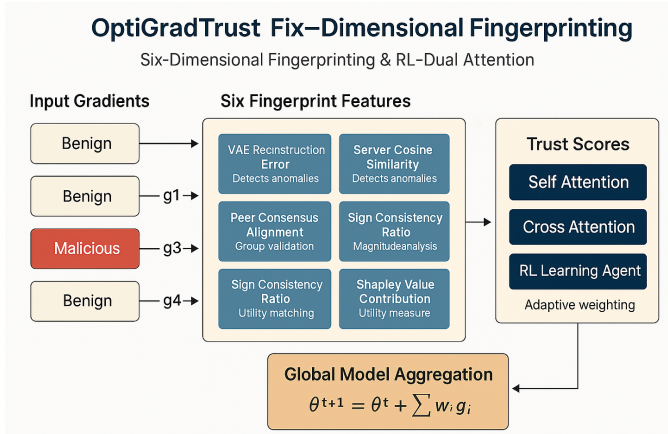 OptiGradTrust Fix–Dimensional Fingerprinting
Six-Dimensional Fingerprinting & RL-Dual Attention
Input Gradients
Benign
Benign
g1
Malicious
g3
Benign
g4
Six Fingerprint Features
VAE Recınstruction
Error
Detects anomalies
Server Cosine
Similarity
Detects anomalies
Peer Consensus
Alignment
Group validation
Sign Consistency
Ratio
Magnitudeanalysis
Sign Consistency
Ratio
Utility matching
Shapley Value
Contribution
Utility measure
Trust Scores
Self Attention
Cross Attention
RL Learning Agent
Adaptive weighting
Global Model Aggregation
θᵗ⁺¹ = θᵗ + ∑ wᵢ gᵢ